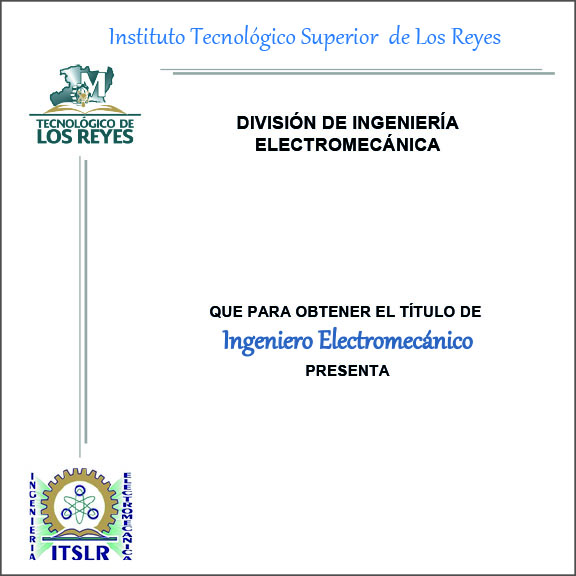 Instituto Tecnológico Superior de Los Reyes
TECNOLÓGICO DE
LOS REYES
DIVISIÓN DE INGENIERÍA
ELECTROMECÁNICA
QUE PARA OBTENER EL TÍTULO DE
Ingeniero Electromecánico
PRESENTA
INGENIERIA
ELECTROMECANICA
ITSLR